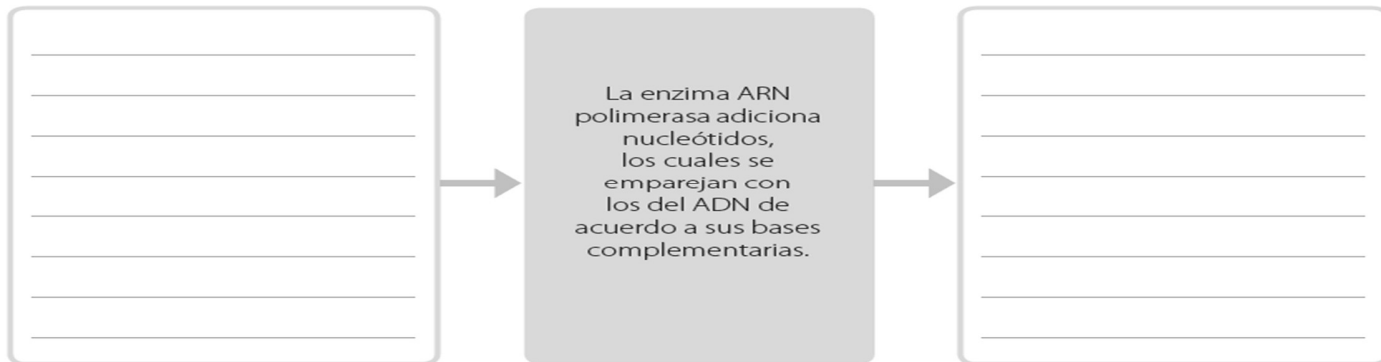 La enzima ARN
polimerasa adiciona
nucleótidos,
los cuales se
emparejan con
los del ADN de
acuerdo a sus bases
complementarias.